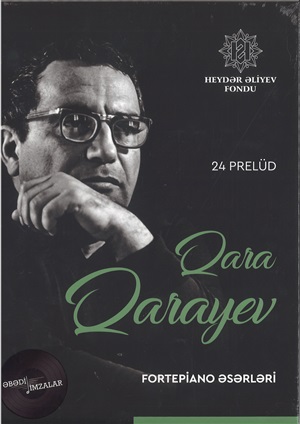 HEYDƏR ƏLİYEV
FONDU
24 PRELÜD
Qara
Qarayev
FORTEPİANO ƏSƏRLƏRİ
ƏBƏDİ
İMZALAR